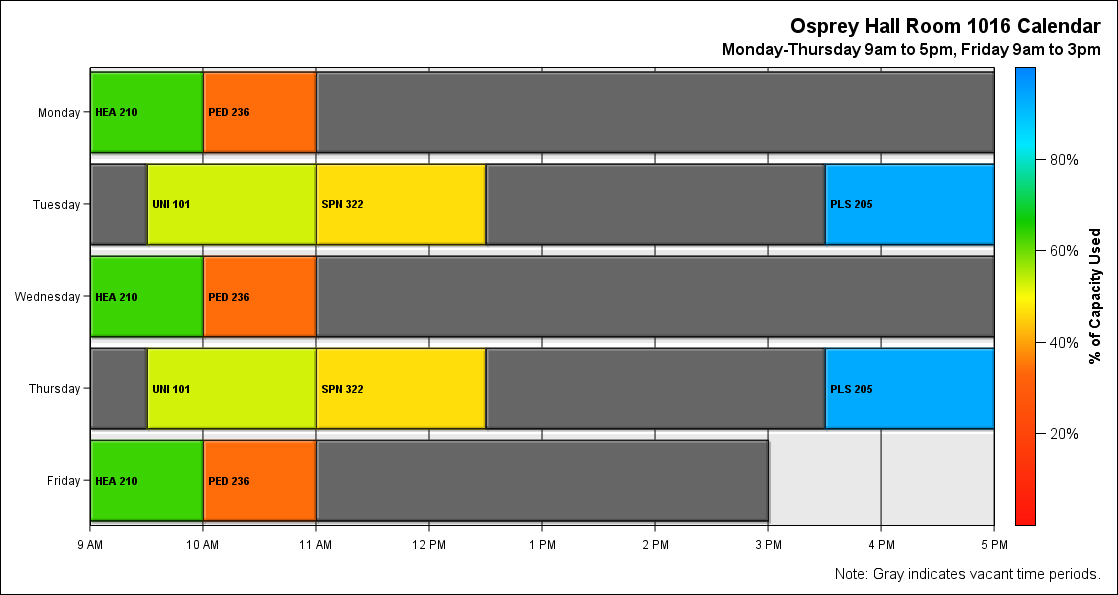 Osprey Hall Room 1016 Calendar
Monday-Thursday 9am to 5pm, Friday 9am to 3pm
Monday
HEA 210
PED 236
Tuesday
UNI 101
SPN 322
PLS 205
Wednesday
HEA 210
PED 236
Thursday
UNI 101
SPN 322
PLS 205
Friday
HEA 210
PED 236
9 AM
10 AM
11 AM
12 PM
1 PM
2 PM
3 PM
4 PM
5 PM
80%
60%
40%
20%
% of Capacity Used
Note: Gray indicates vacant time periods.